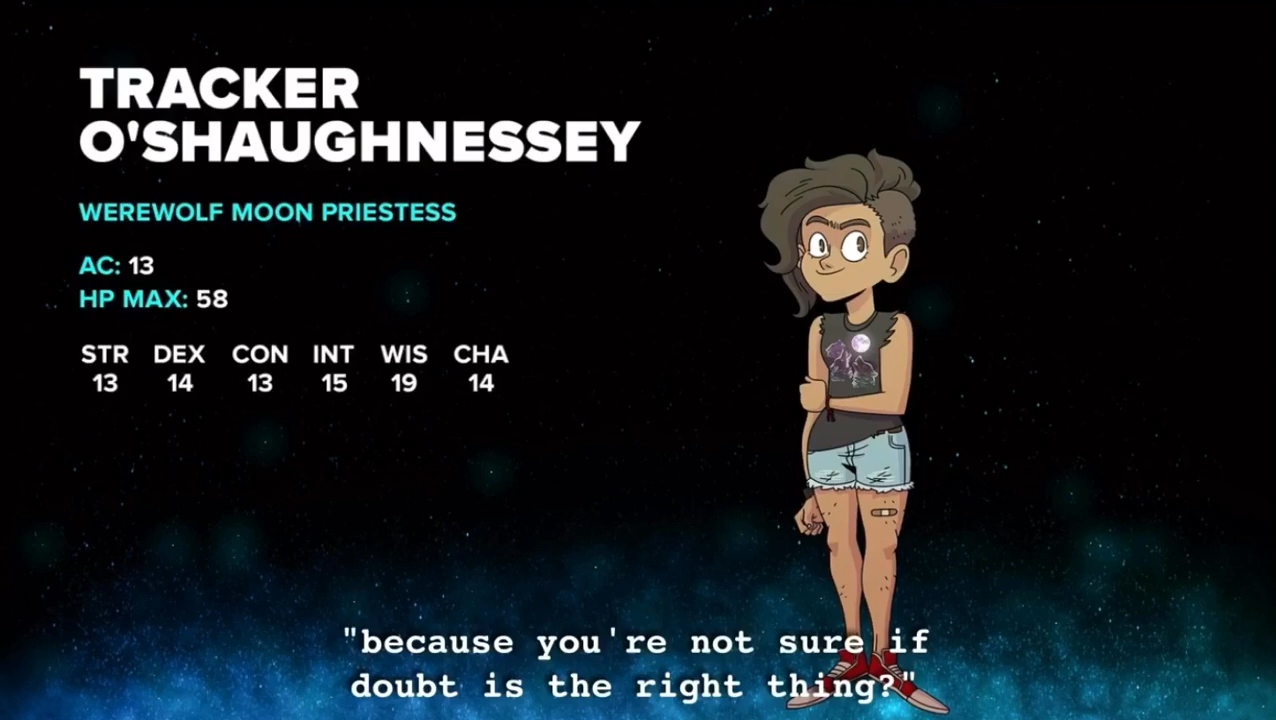 TRACKER
O'SHAUGHNESSEY
WEREWOLF MOON PRIESTESS
AC: 13
HP MAX: 58
STR DEX CON INT WIS CHA
13 14 13 15 19 14
"because you're not sure if
doubt is the right thing?"